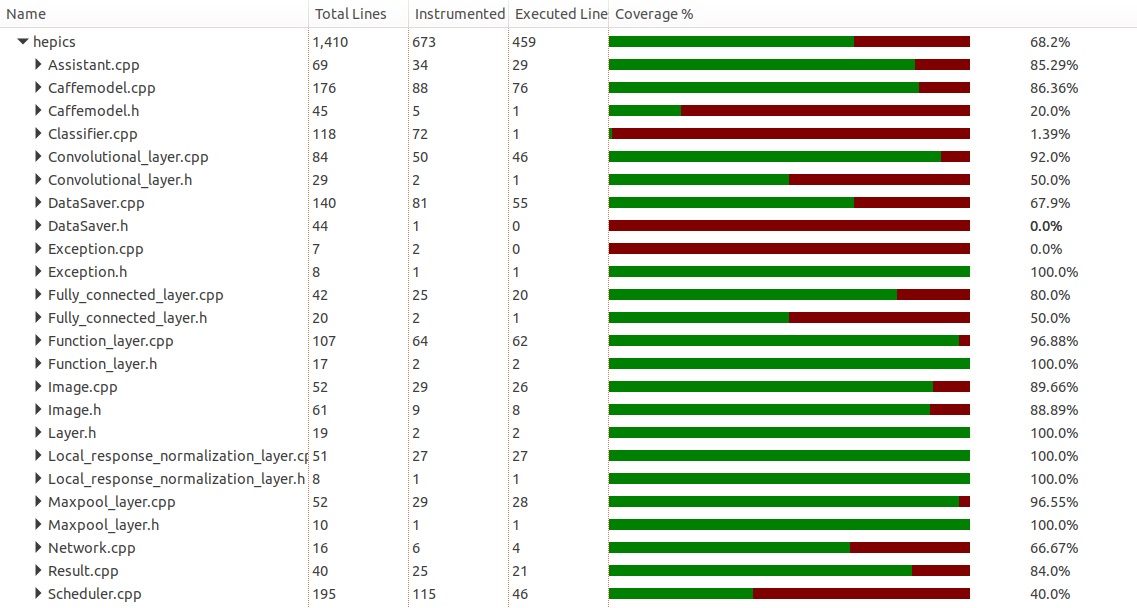 Name Total Lines Instrumented Executed Line Coverage %
hepics 1,410 673 459 68.2%
Assistant.cpp 69 34 29 85.29%
Caffemodel.cpp 176 88 76 86.36%
Caffemodel.h 45 5 1 20.0%
Classifier.cpp 118 72 1 1.39%
Convolutional_layer.cpp 84 50 46 92.0%
Convolutional_layer.h 29 2 1 50.0%
DataSaver.cpp 140 81 55 67.9%
DataSaver.h 44 1 0 0.0%
Exception.cpp 7 2 0 0.0%
Exception.h 8 1 1 100.0%
Fully_connected_layer.cpp 42 25 20 80.0%
Fully_connected_layer.h 20 2 1 50.0%
Function_layer.cpp 107 64 62 96.88%
Function_layer.h 17 2 2 100.0%
Image.cpp 52 29 26 89.66%
Image.h 61 9 8 88.89%
Layer.h 19 2 2 100.0%
Local_response_normalization_layer.cp 51 27 27 100.0%
Local_response_normalization_layer.h 8 1 1 100.0%
Maxpool_layer.cpp 52 29 28 96.55%
Maxpool_layer.h 10 1 1 100.0%
Network.cpp 16 6 4 66.67%
Result.cpp 40 25 21 84.0%
Scheduler.cpp 195 115 46 40.0%